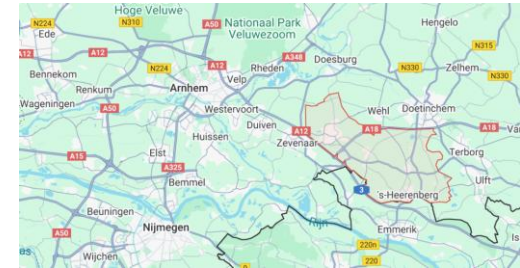 Hoge Veluwe
N224
Ede
N310
A50
Nationaal Park
Veluwezoom
Hengelo
N315
A12
A12
A348
Doesburg
N330
Zelhem
N330
Bennekom
N224
Rheden
Velp
Renkum
Arnhem
Wageningen
A50
Westervoort
Wehl
Doetinchem
Duiven
A12
A18
A18
Huissen
Zevenaar
A15
Elst
A325
Terborg
Bemmel
3
Ulft
's-Heerenberg
Beuningen
A50
Nijmegen
Rijn
Emmerik
Wijchen
220n
220
Is